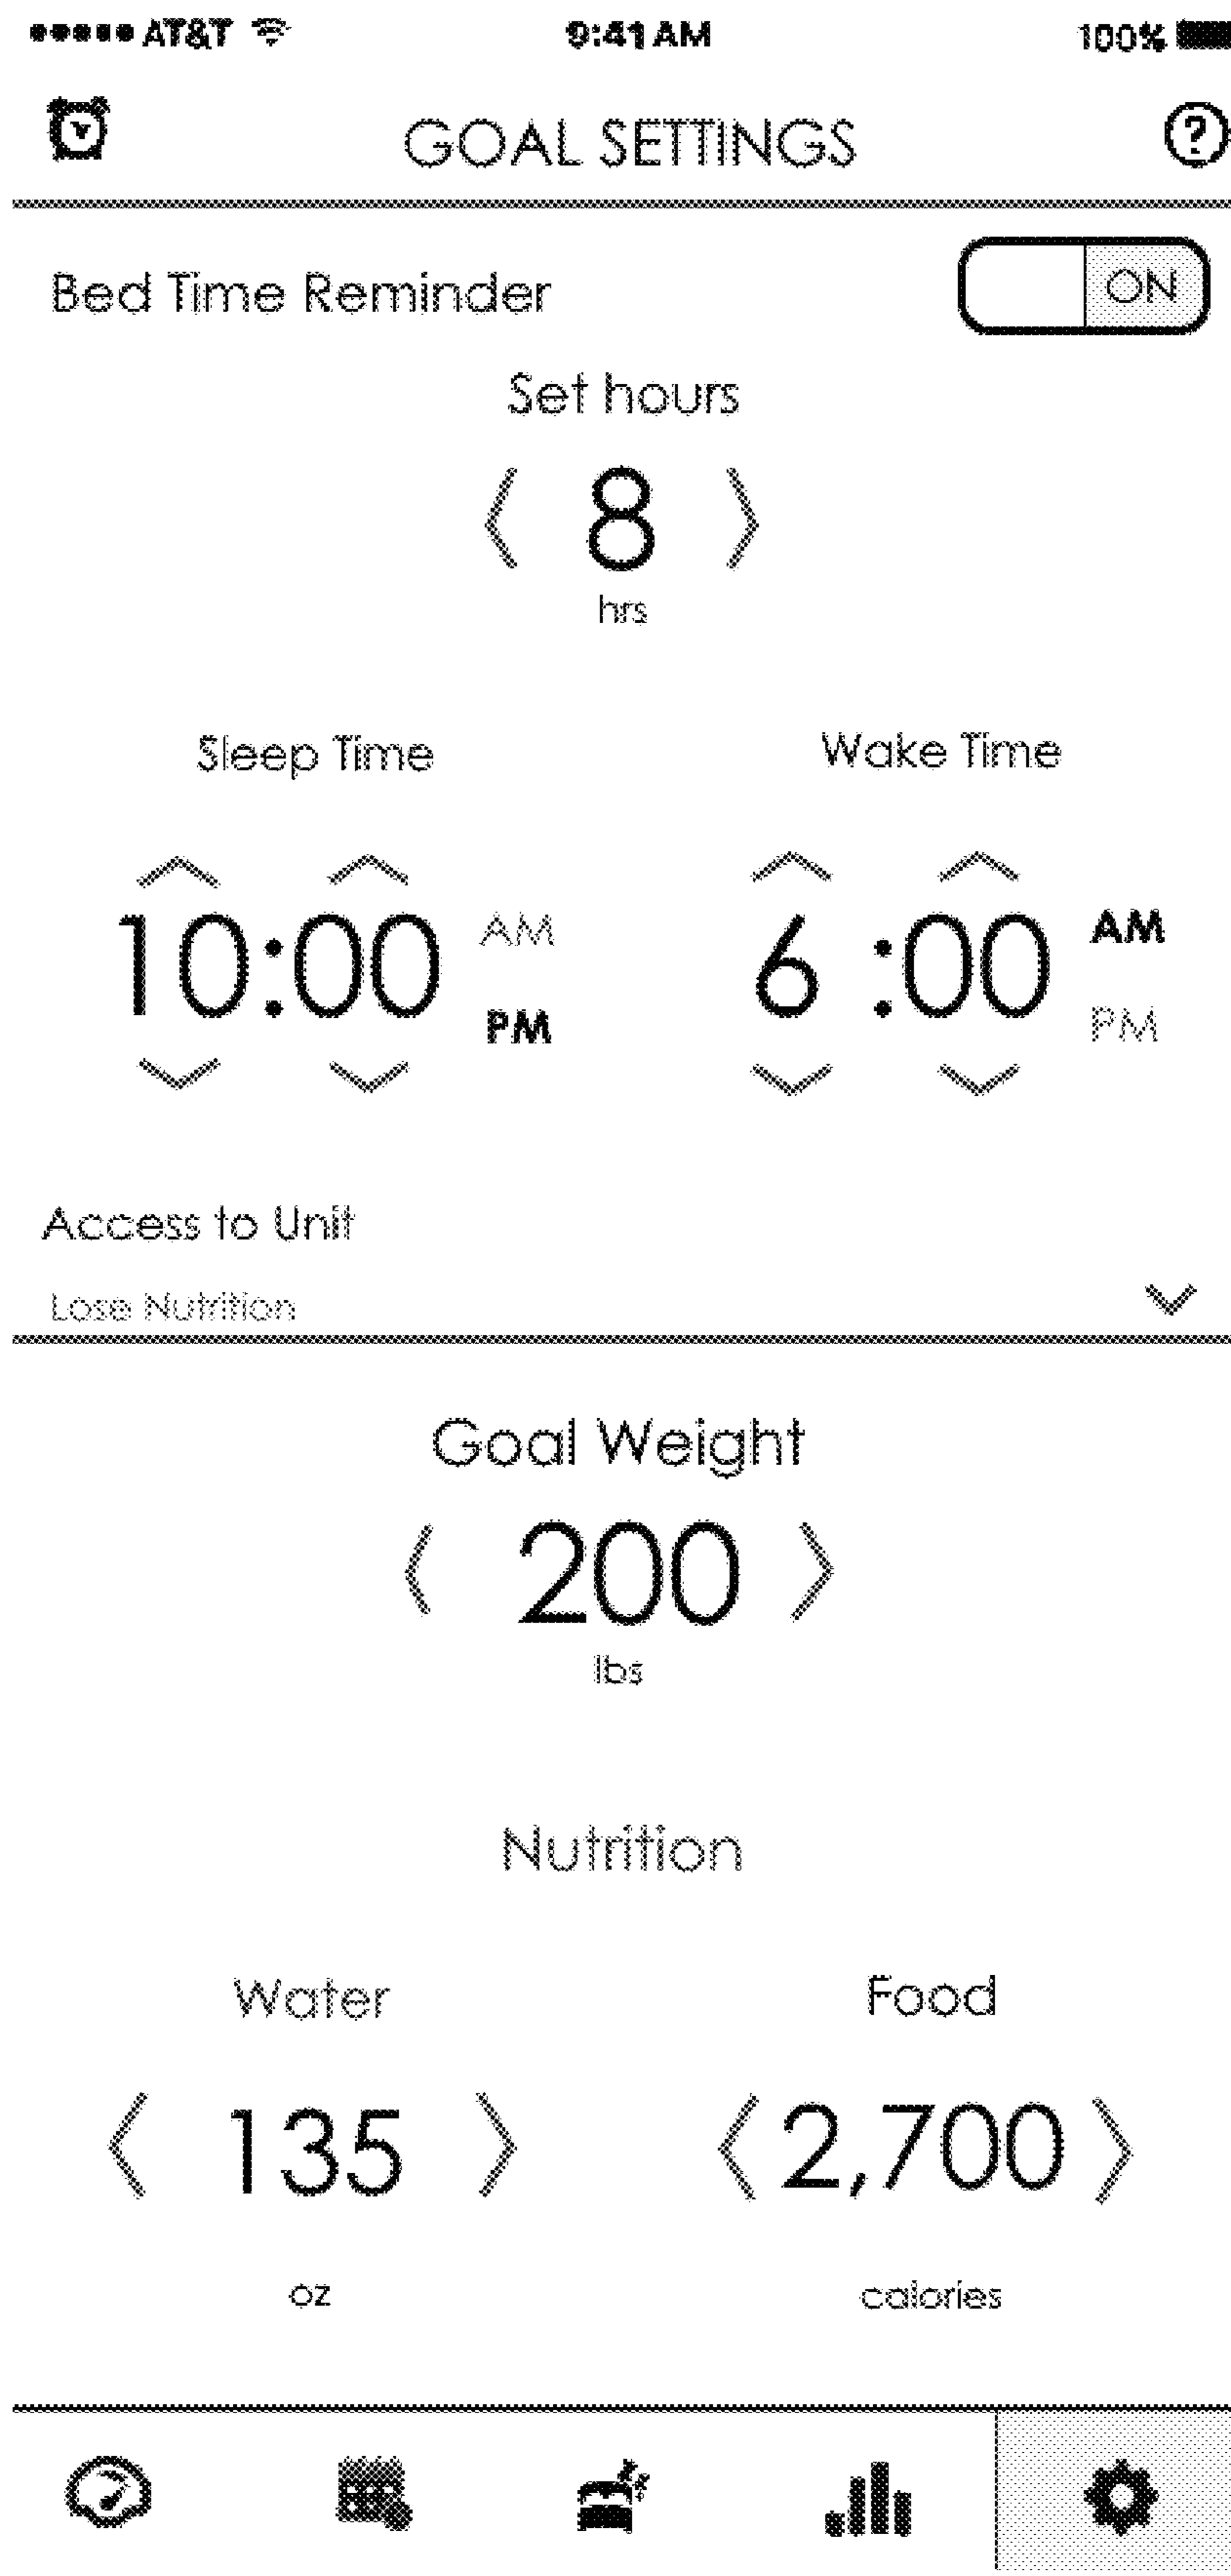 AT&T 9:41 AM 100%
GOAL SETTINGS ?
Bed Time Reminder ON
Set hours
8
hrs
Sleep Time Wake Time
10:00 AM PM 6:00 AM PM
Access to Unit
Lose Nutrition
Goal Weight
200
lbs
Nutrition
Water Food
135 2,700
oz calories